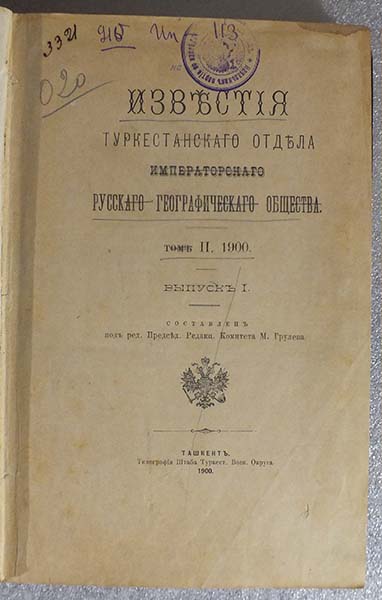 3321 915 Un 113
020
ИЗВѢСТІЯ
ТУРКЕСТАНСКАГО ОТДѢЛА
ИМПЕРАТОРСКАГО
РУССКАГО ГЕОГРАФИЧЕСКАГО ОБЩЕСТВА.
ТОМЪ II, 1900.
ВЫПУСКЪ I.
СОСТАВЛЕНЪ
подъ ред. Предсѣд. Редакц. Комитета М. Грулева
ТАШКЕНТЪ.
Типографія Штаба Туркест. Воен. Округа.
1900.